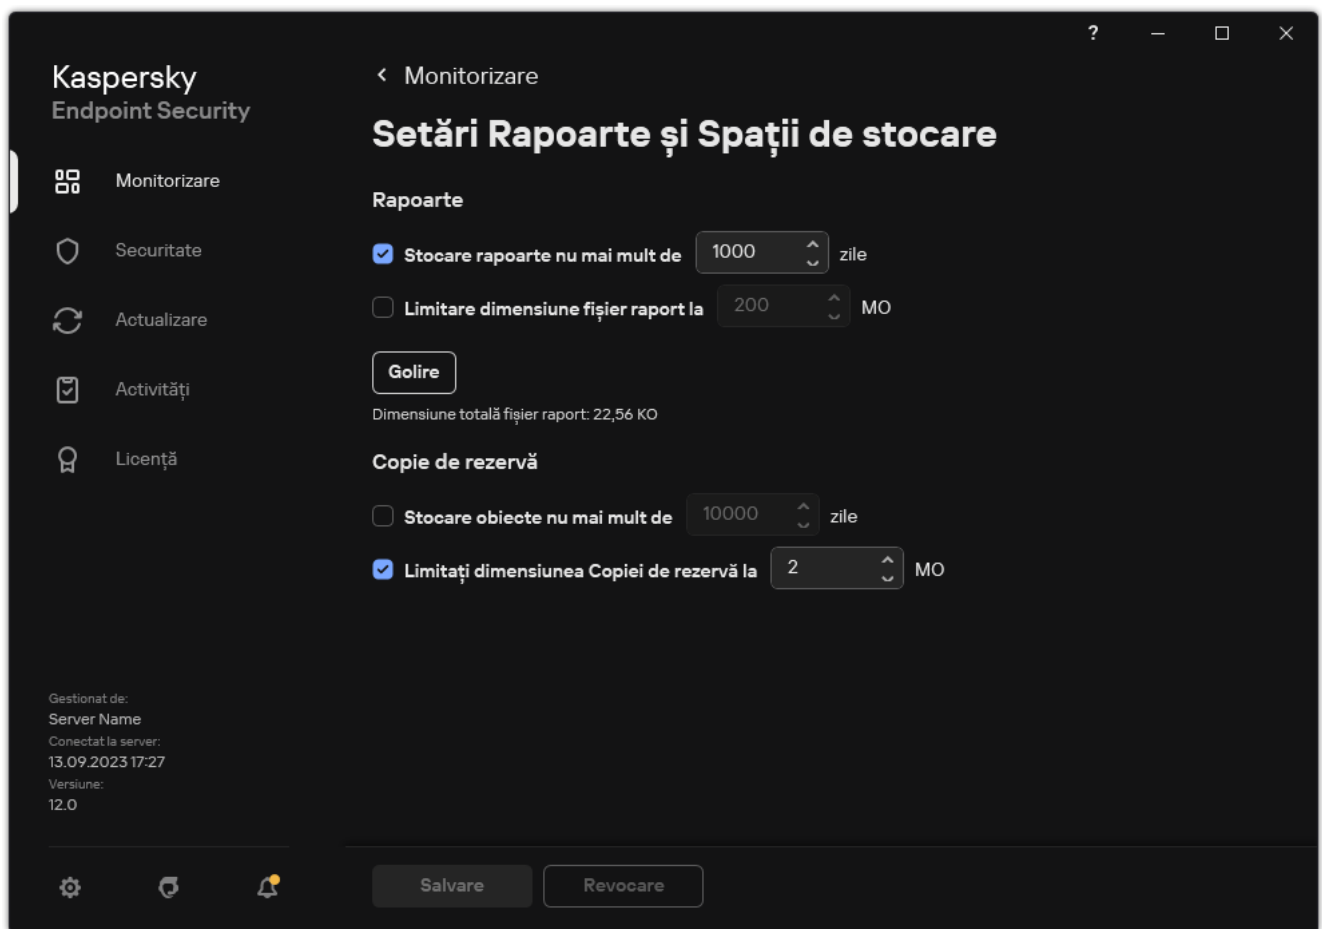 ?
Kaspersky
Endpoint Security
Monitorizare
Securitate
Actualizare
Activități
Licență
Gestionat de:
Server Name
Conectat la server:
13.09.2023 17:27
Versiune:
12.0
Monitorizare
Setări Rapoarte și Spații de stocare
Rapoarte
Stocare rapoarte nu mai mult de 1000 zile
Limitare dimensiune fișier raport la 200 MO
Golire
Dimensiune totală fișier raport: 22,56 KO
Copie de rezervă
Stocare obiecte nu mai mult de 10000 zile
Limitați dimensiunea Copiei de rezervă la 2 MO
Salvare Revocare